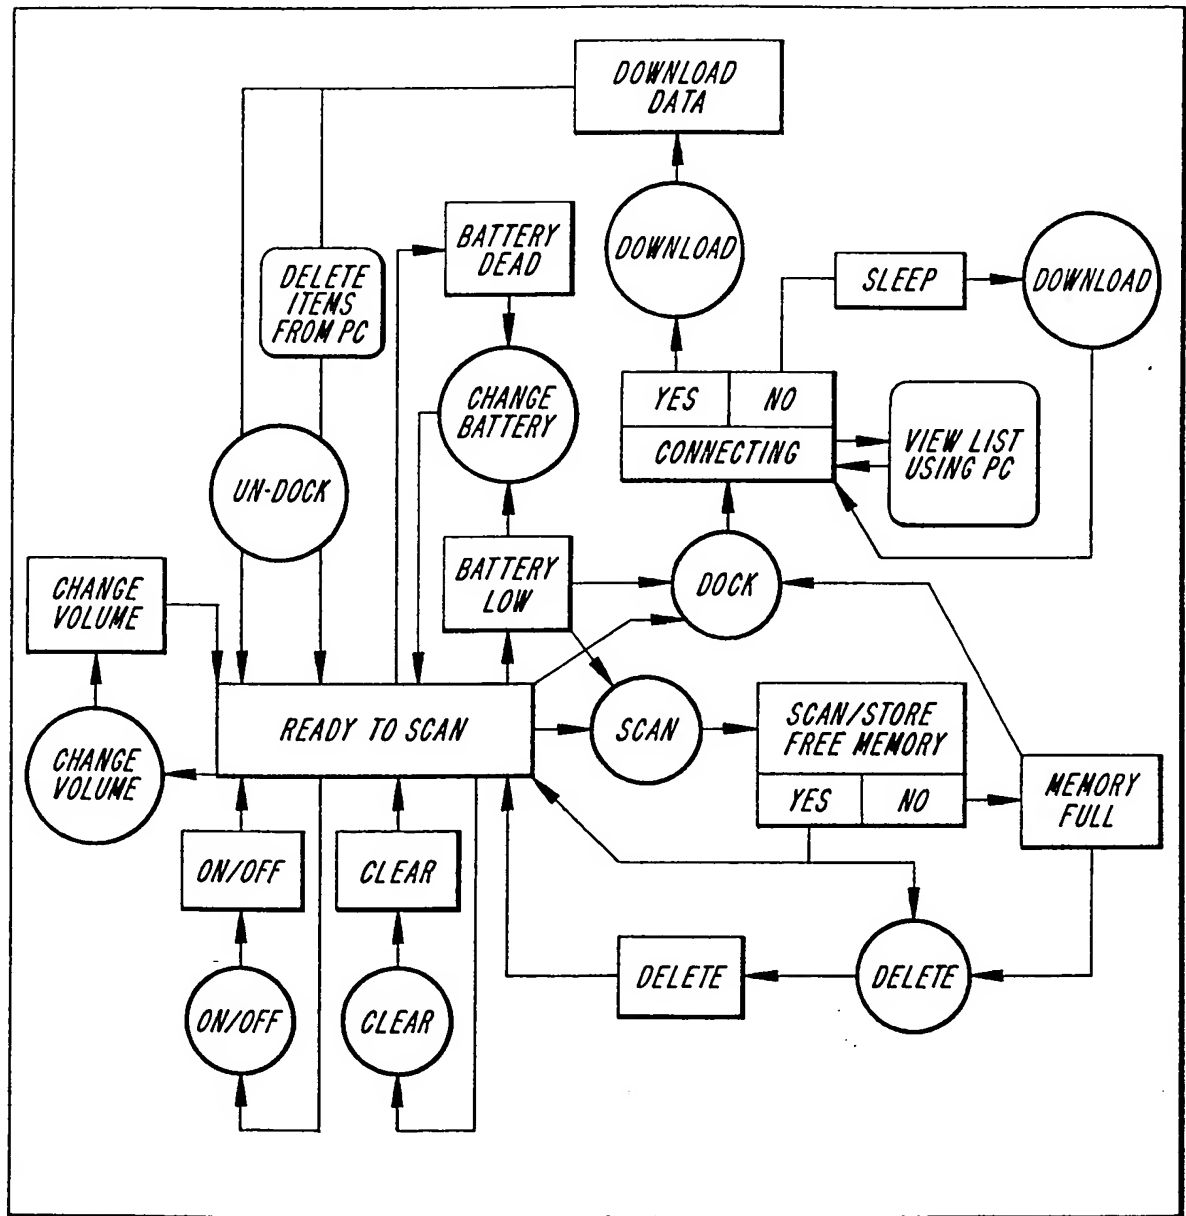 DOWNLOAD
DATA
BATTERY
DEAD
DOWNLOAD
DELETE
ITEMS
FROM PC
SLEEP
DOWNLOAD
CHANGE
BATTERY
YES
NO
CONNECTING
VIEW LIST
USING PC
UN-DOCK
BATTERY
LOW
DOCK
CHANGE
VOLUME
READY TO SCAN
SCAN
SCAN/STORE
FREE MEMORY
YES
NO
MEMORY
FULL
CHANGE
VOLUME
ON/OFF
CLEAR
DELETE
DELETE
ON/OFF
CLEAR